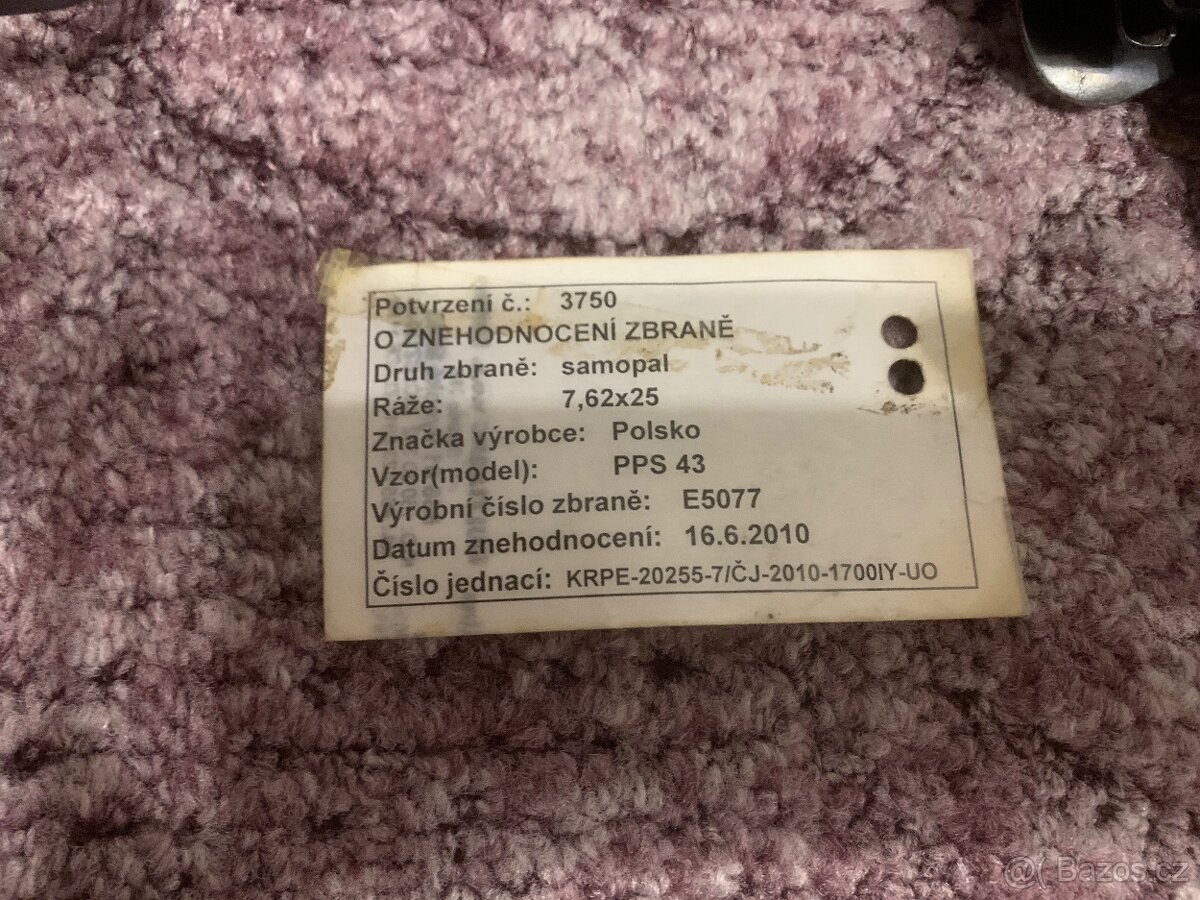 Potvrzení č.: 3750
O ZNEHODNOCENÍ ZBRANĚ
Druh zbraně: samopal
Ráže: 7,62x25
Značka výrobce: Polsko
Vzor(model): PPS 43
Výrobní číslo zbraně: E5077
Datum znehodnocení: 16.6.2010
Číslo jednací: KRPE-20255-7/ČJ-2010-1700IY-UO
@( Bazos.cz